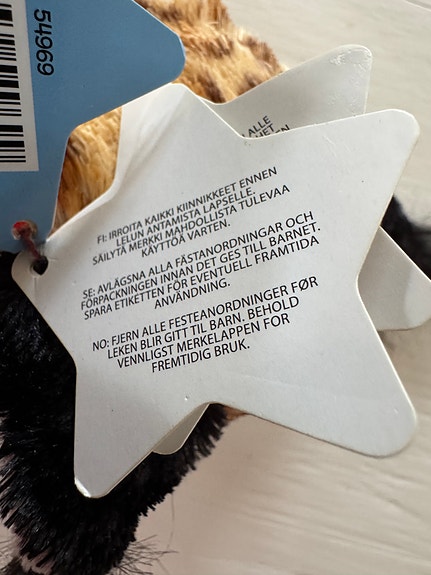 54969
ALLE
FI: IRROITA KAIKKI KIINNIKKEET ENNEN
LELUN ANTAMISTA LAPSELLE.
SÄILYTÄ MERKKI MAHDOLLISTA TULEVAA
KÄYTTÖÄ VARTEN.
SE: AVLÄGSNA ALLA FÄSTANORDNINGAR OCH
FÖRPACKNINGEN INNAN DET GES TILL BARNET.
SPARA ETIKETTEN FÖR EVENTUELL FRAMTIDA
ANVÄNDNING.
NO: FJERN ALLE FESTEANORDNINGER FØR
LEKEN BLIR GITT TIL BARN. BEHOLD
VENNLIGST MERKELAPPEN FOR
FREMTIDIG BRUK.